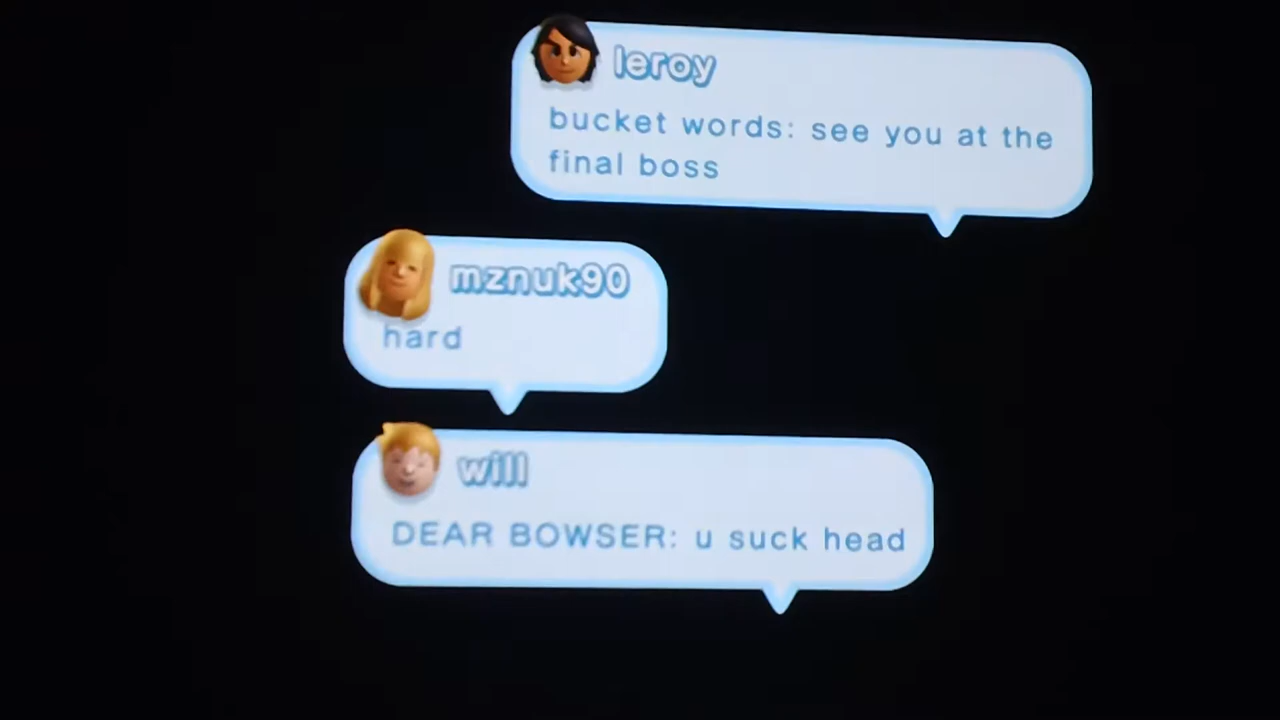 leroy
bucket words: see you at the
final boss
mznuk90
hard
will
DEAR BOWSER: u suck head